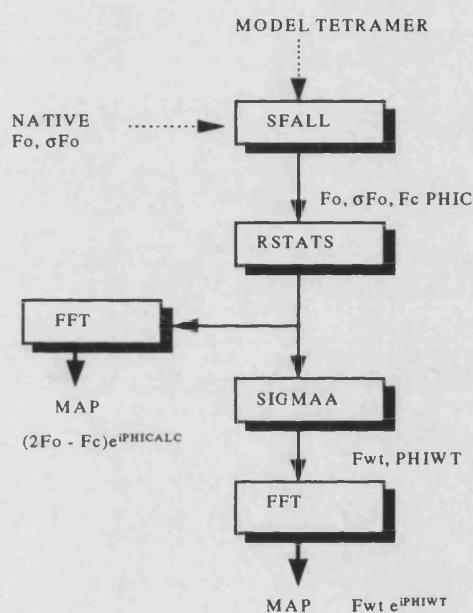 MODEL TETRAMER
NATIVE
Fo, σFo
SFALL
Fo, σFo, Fc PHIC
RSTATS
FFT
MAP
(2Fo - Fc)e^iPHICALC
SIGMAA
Fwt, PHIWT
FFT
MAP Fwt e^iPHIWT